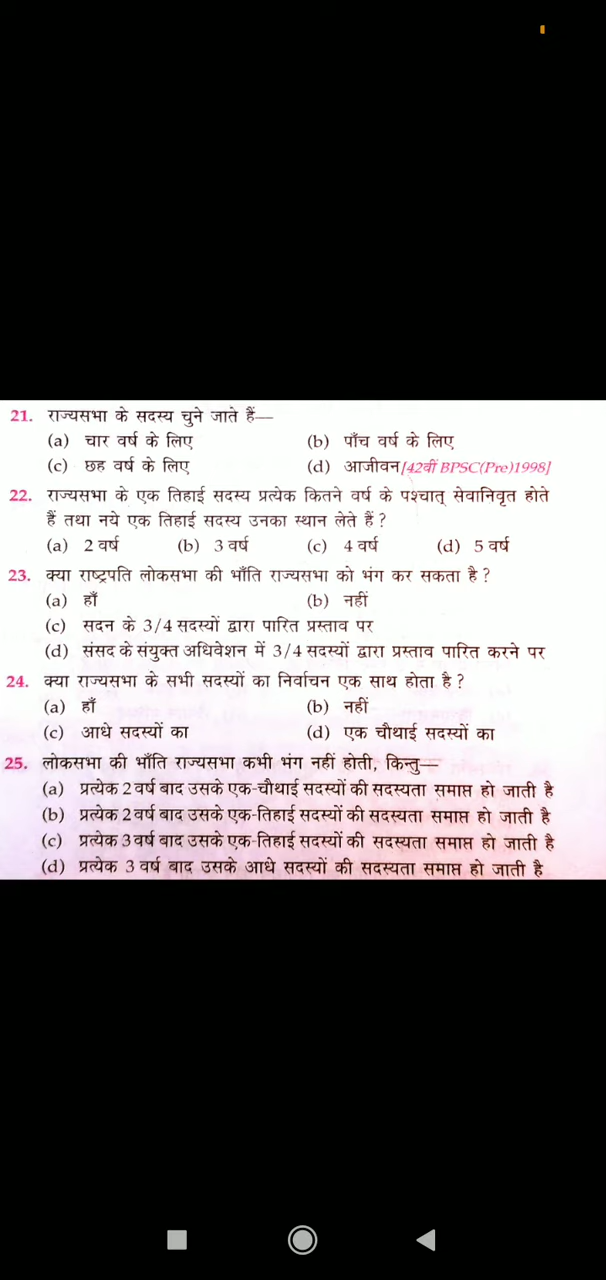 21. राज्यसभा के सदस्य चुने जाते हैं—
(a) चार वर्ष के लिए (b) पाँच वर्ष के लिए
(c) छह वर्ष के लिए (d) आजीवन [42वीं BPSC(Pre)1998]
22. राज्यसभा के एक तिहाई सदस्य प्रत्येक कितने वर्ष के पश्चात् सेवानिवृत होते
हैं तथा नये एक तिहाई सदस्य उनका स्थान लेते हैं ?
(a) 2 वर्ष (b) 3 वर्ष (c) 4 वर्ष (d) 5 वर्ष
23. क्या राष्ट्रपति लोकसभा की भाँति राज्यसभा को भंग कर सकता है ?
(a) हाँ (b) नहीं
(c) सदन के 3/4 सदस्यों द्वारा पारित प्रस्ताव पर
(d) संसद के संयुक्त अधिवेशन में 3/4 सदस्यों द्वारा प्रस्ताव पारित करने पर
24. क्या राज्यसभा के सभी सदस्यों का निर्वाचन एक साथ होता है ?
(a) हाँ (b) नहीं
(c) आधे सदस्यों का (d) एक चौथाई सदस्यों का
25. लोकसभा की भाँति राज्यसभा कभी भंग नहीं होती, किन्तु—
(a) प्रत्येक 2 वर्ष बाद उसके एक-चौथाई सदस्यों की सदस्यता समाप्त हो जाती है
(b) प्रत्येक 2 वर्ष बाद उसके एक-तिहाई सदस्यों की सदस्यता समाप्त हो जाती है
(c) प्रत्येक 3 वर्ष बाद उसके एक-तिहाई सदस्यों की सदस्यता समाप्त हो जाती है
(d) प्रत्येक 3 वर्ष बाद उसके आधे सदस्यों की सदस्यता समाप्त हो जाती है